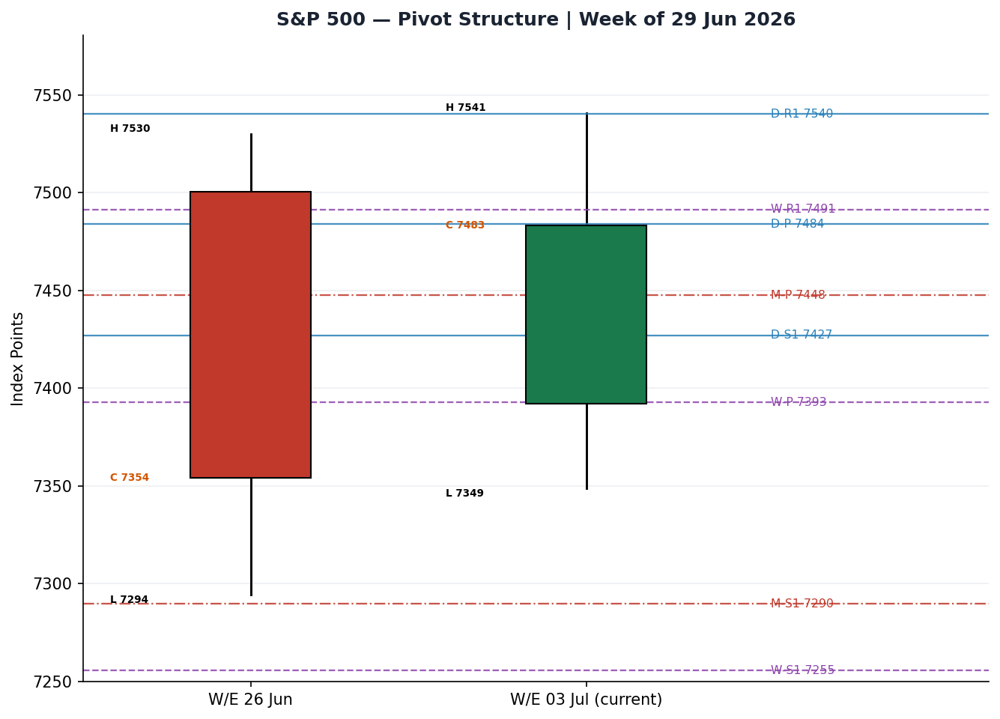 S&P 500 — Pivot Structure | Week of 29 Jun 2026
Index Points
7550
7500
7450
7400
7350
7300
7250
H 7530
C 7354
L 7294
H 7541
C 7483
L 7349
D-R1 7540
W-R1 7491
D-P 7484
M-P 7448
D-S1 7427
W-P 7393
M-S1 7290
W-S1 7255
W/E 26 Jun
W/E 03 Jul (current)